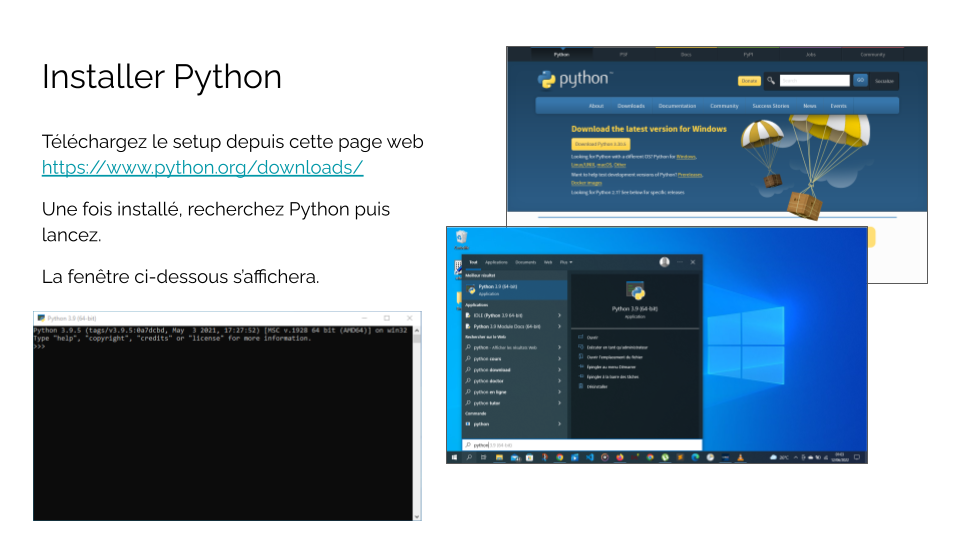 Installer Python
Téléchargez le setup depuis cette page web
https://www.python.org/downloads/
Une fois installé, recherchez Python puis
lancez.
La fenêtre ci-dessous s'affichera.
Python 3.9 (64-bit)
Python 3.9.5 (tags/v3.9.5:0a7dcbd, May  3 2021, 17:27:52) [MSC v.1928 64 bit (AMD64)] on win32
Type "help", "copyright", "credits" or "license" for more information.
>>>
Python PSF Docs PyPI Jobs Community
python
Donate Search GO Socialize
About Downloads Documentation Community Success Stories News Events
Download the latest version for Windows
Looking for Python with a different OS? Python for Windows,
Linux/UNIX, macOS, Other
Want to help test development versions of Python? Prereleases,
Docker images
Looking for Python 2.7? See below for specific releases
Tout Applications Documents Web Plus
Meilleur résultat
Python 3.9 (64-bit)
Application
Applications
IDLE (Python 3.9 64-bit)
Python 3.9 Module Docs (64-bit)
Rechercher sur le Web
python - Afficher les résultats Web
python cours
python download
python doctor
python en ligne
python tutor
Commande
python
Python 3.9 (64-bit)
Application
Ouvrir
Exécuter en tant qu'administrateur
Ouvrir l'emplacement du fichier
Épingler au menu Démarrer
Épingler à la barre des tâches
Désinstaller
python 3.9 (64-bit)